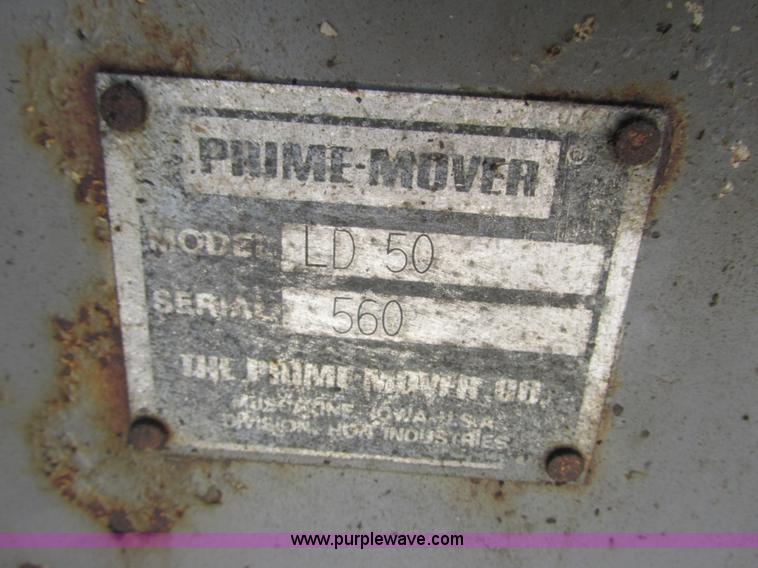 PRIME-MOVER ®
MODEL LD 50
SERIAL 560
THE PRIME-MOVER CO.
MUSCATINE, IOWA, U.S.A.
DIVISION, HON INDUSTRIES
www.purplewave.com